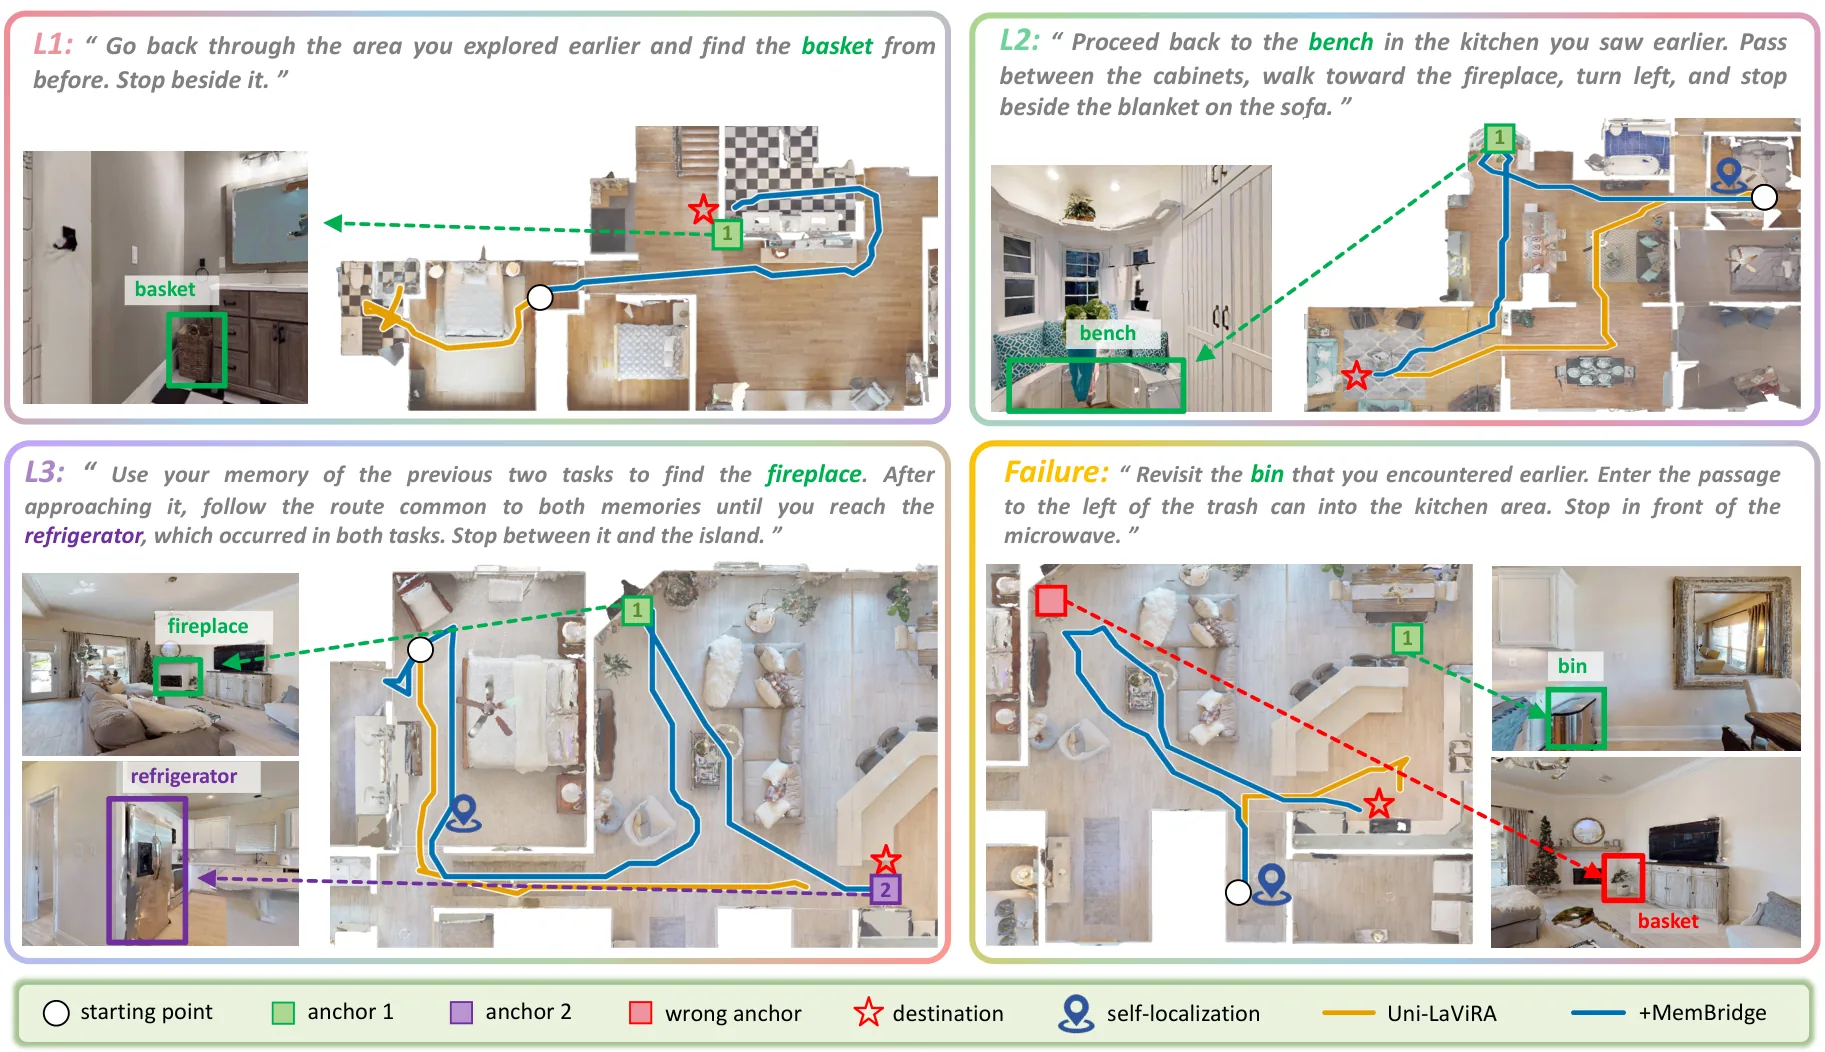 L1: “ Go back through the area you explored earlier and find the basket from
before. Stop beside it. ”
basket
1
L2: “ Proceed back to the bench in the kitchen you saw earlier. Pass
between the cabinets, walk toward the fireplace, turn left, and stop
beside the blanket on the sofa. ”
bench
1
L3: “ Use your memory of the previous two tasks to find the fireplace. After
approaching it, follow the route common to both memories until you reach the
refrigerator, which occurred in both tasks. Stop between it and the island. ”
fireplace
refrigerator
1
2
Failure: “ Revisit the bin that you encountered earlier. Enter the passage
to the left of the trash can into the kitchen area. Stop in front of the
microwave. ”
1
bin
basket
starting point
anchor 1
anchor 2
wrong anchor
destination
self-localization
Uni-LaViRA
+MemBridge